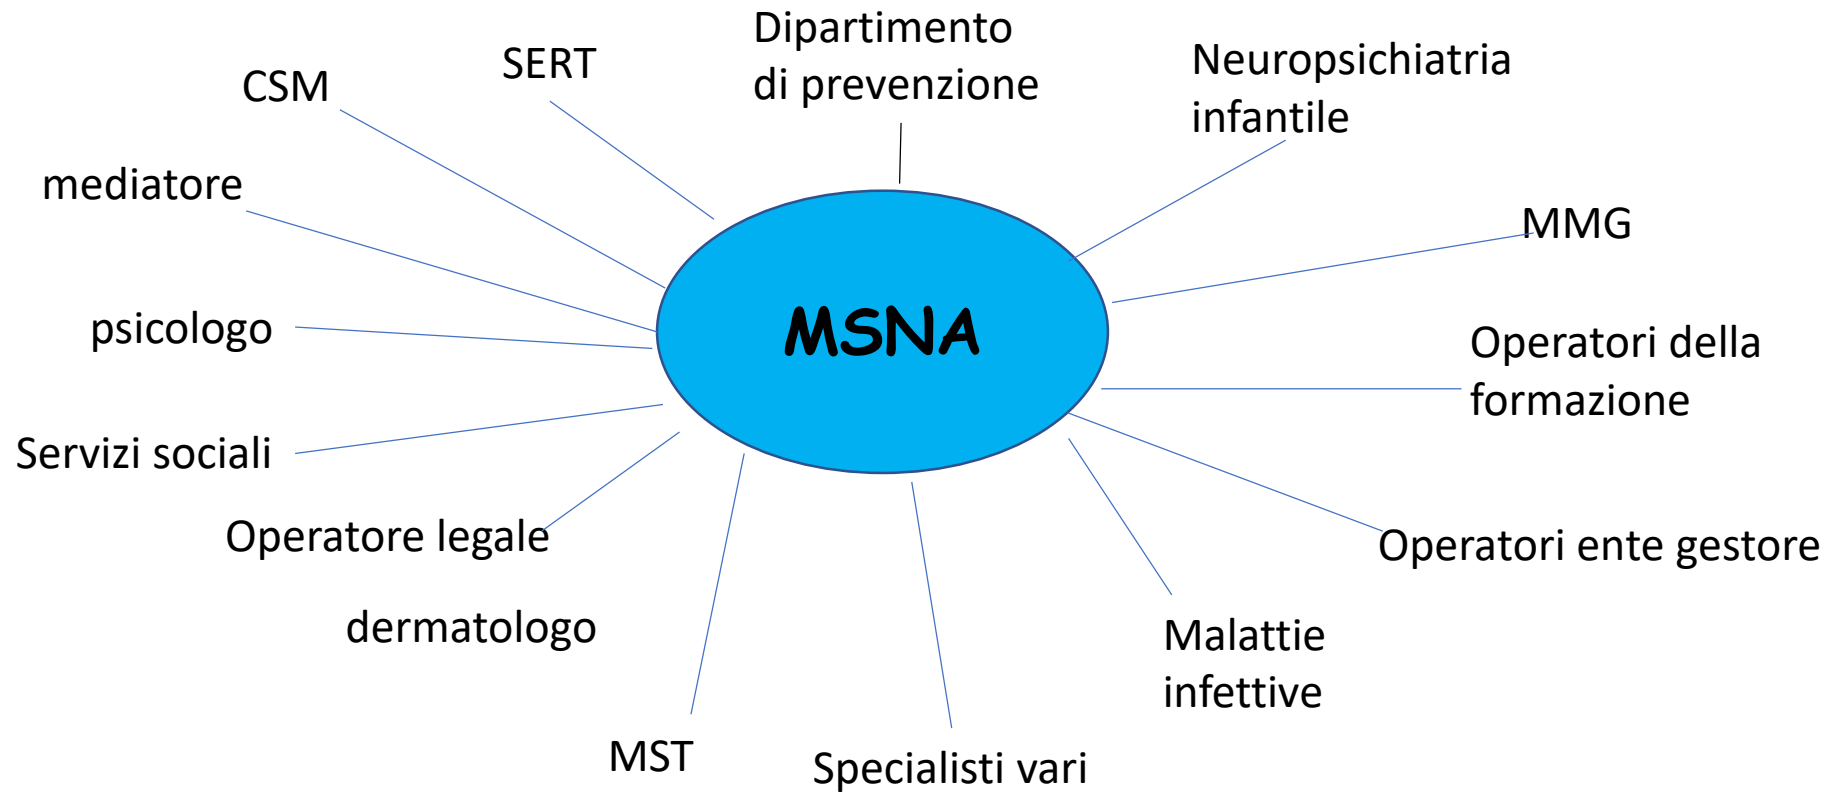 Dipartimento
di prevenzione
SERT
CSM
Neuropsichiatria
infantile
mediatore
MMG
psicologo
MSNA
Operatori della
formazione
Servizi sociali
Operatore legale
Operatori ente gestore
dermatologo
Malattie
infettive
MST
Specialisti vari